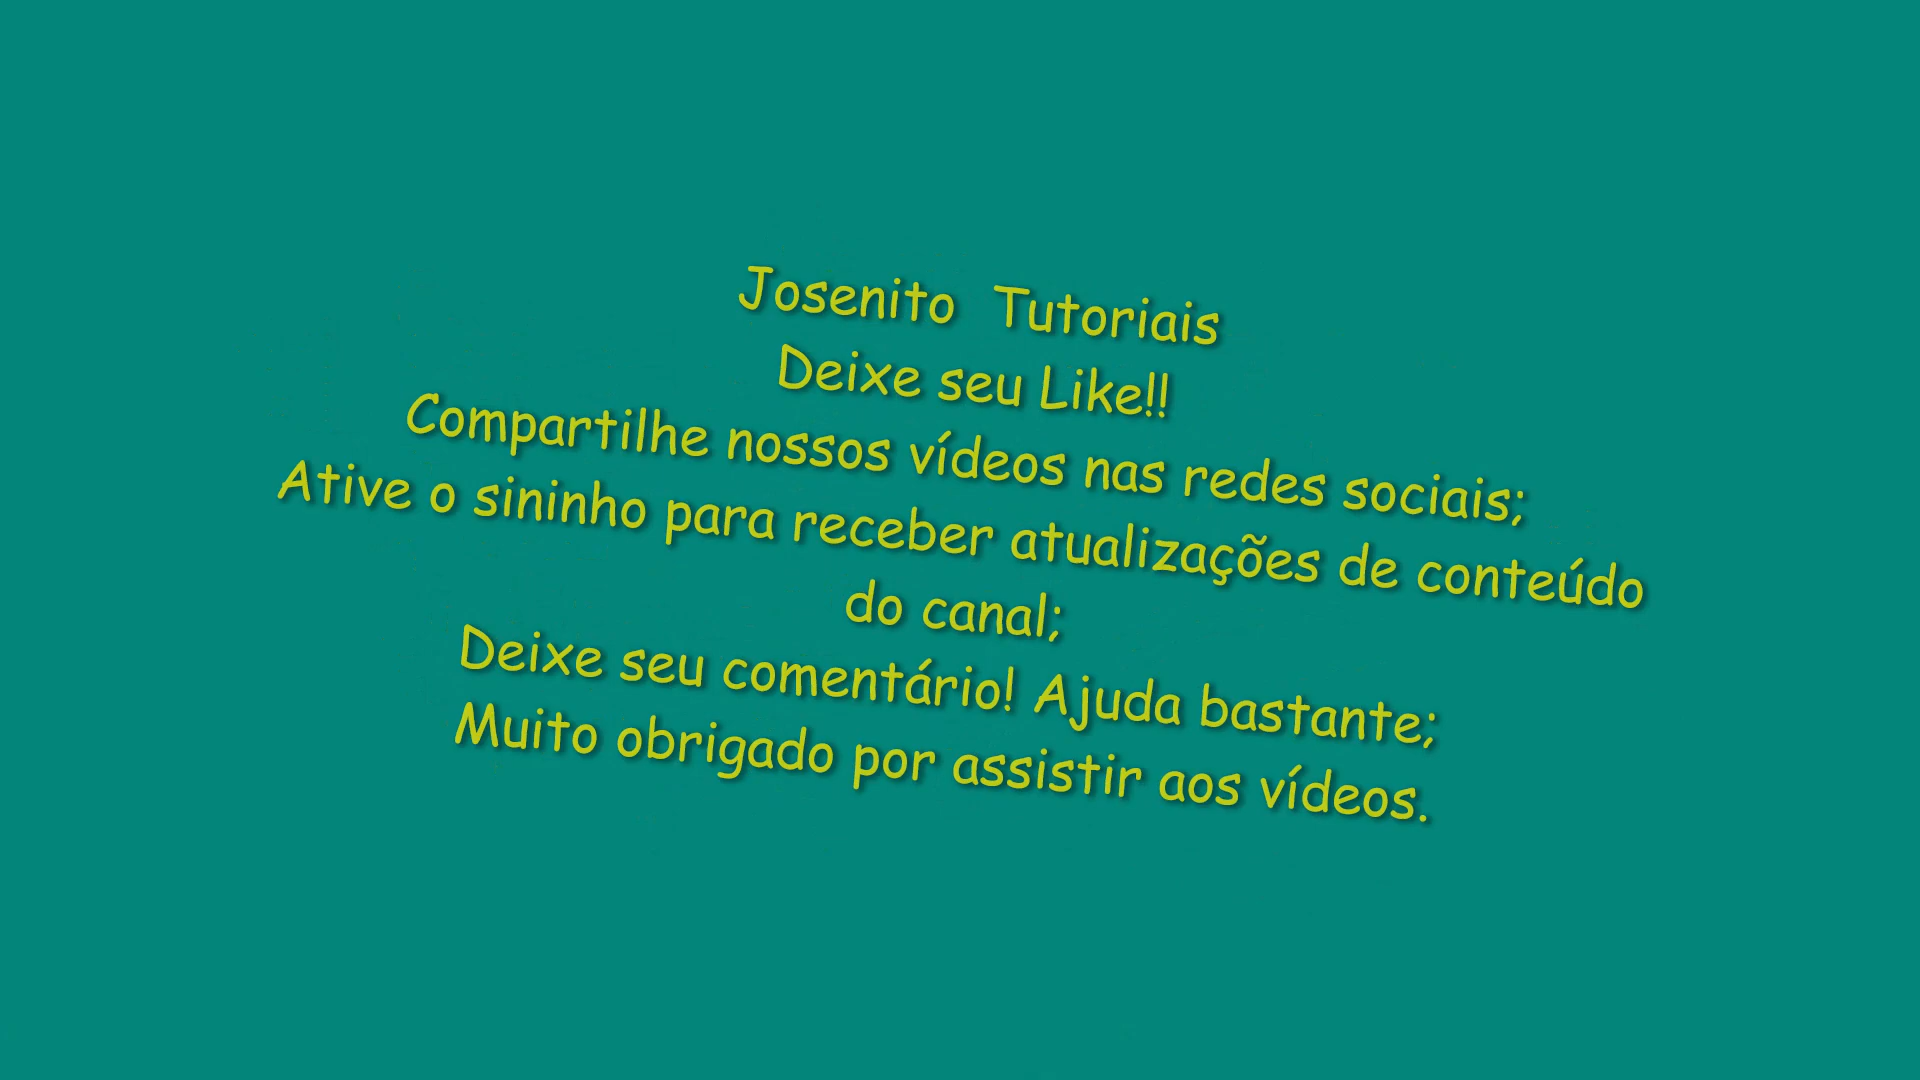 Josenito  Tutoriais
Deixe seu Like!!
Compartilhe nossos vídeos nas redes sociais;
Ative o sininho para receber atualizações de conteúdo
do canal;
Deixe seu comentário! Ajuda bastante;
Muito obrigado por assistir aos vídeos.